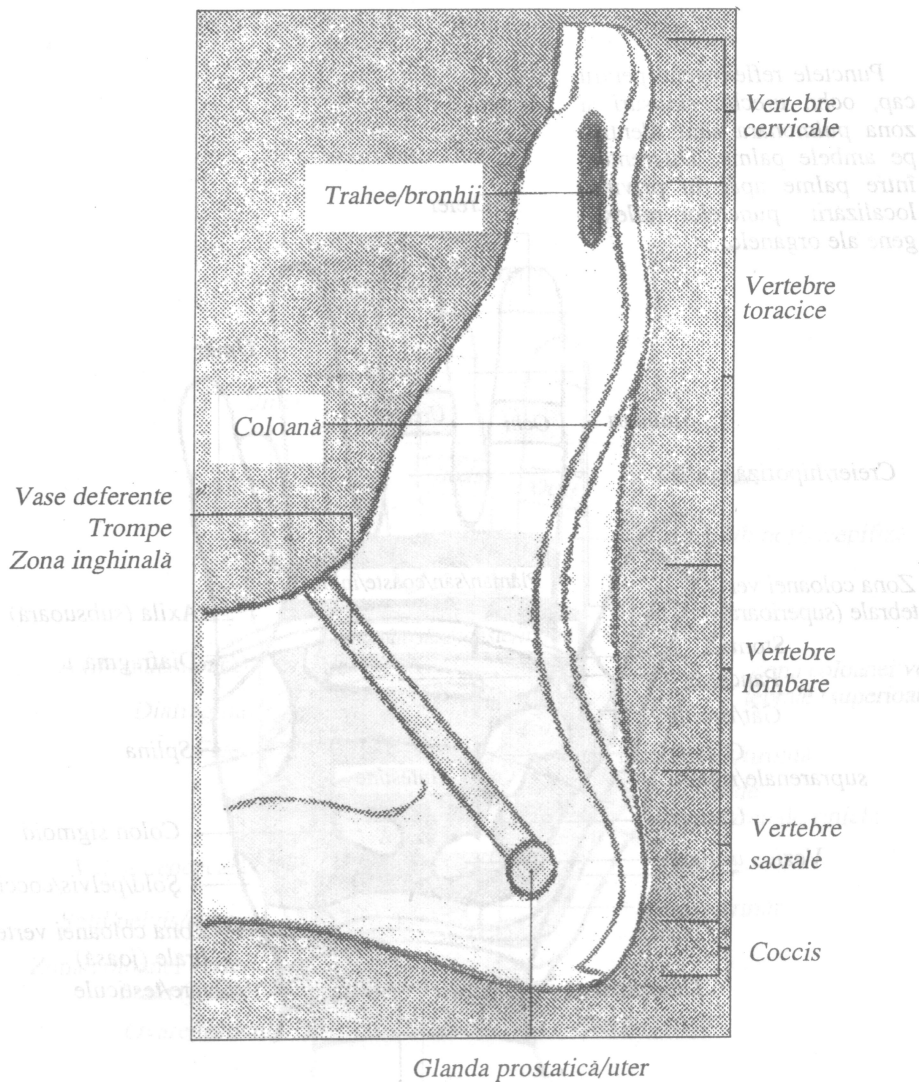 Vertebre
cervicale
Trahee/bronhii
Vertebre
toracice
Coloană
Vase deferente
Trompe
Zona inghinală
Vertebre
lombare
Vertebre
sacrale
Coccis
Glanda prostatică/uter